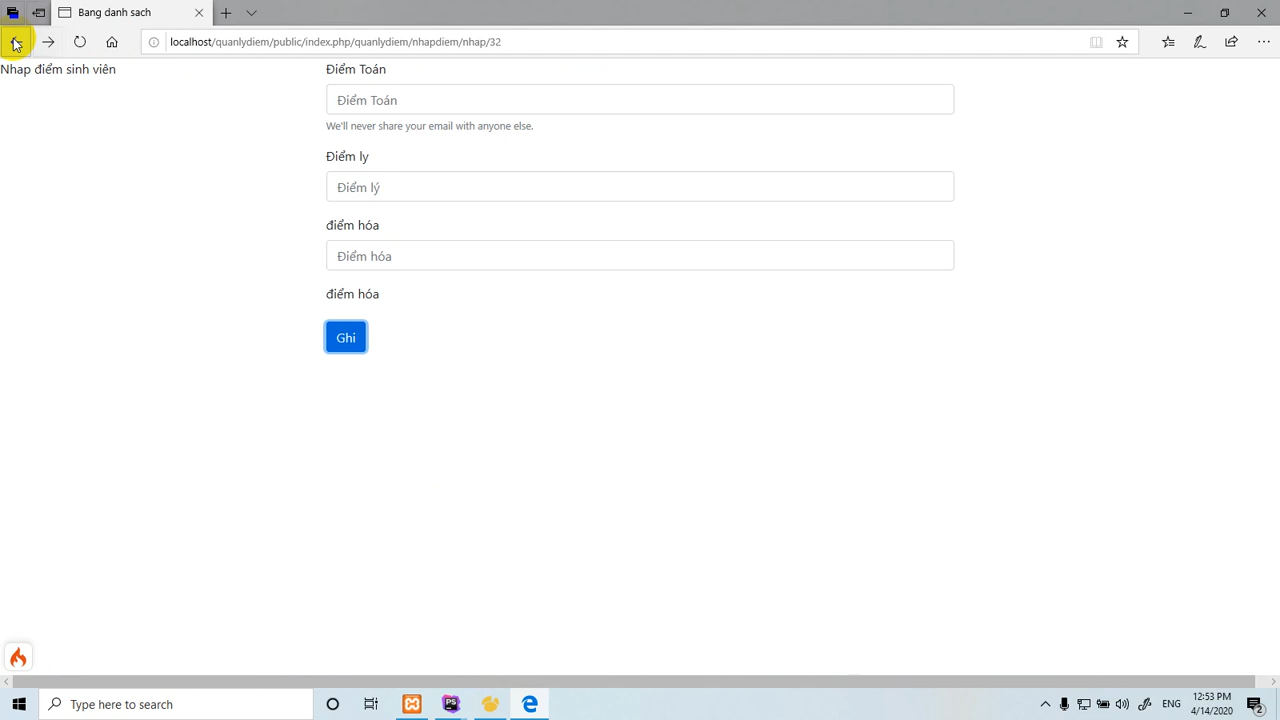 Bang danh sach
localhost/quanlydiem/public/index.php/quanlydiem/nhapdiem/nhap/32
Nhap điểm sinh viên
Điểm Toán
Điểm Toán
We'll never share your email with anyone else.
Điểm ly
Điểm lý
điểm hóa
Điểm hóa
điểm hóa
Ghi
Type here to search
PS
ENG
12:53 PM
4/14/2020
2